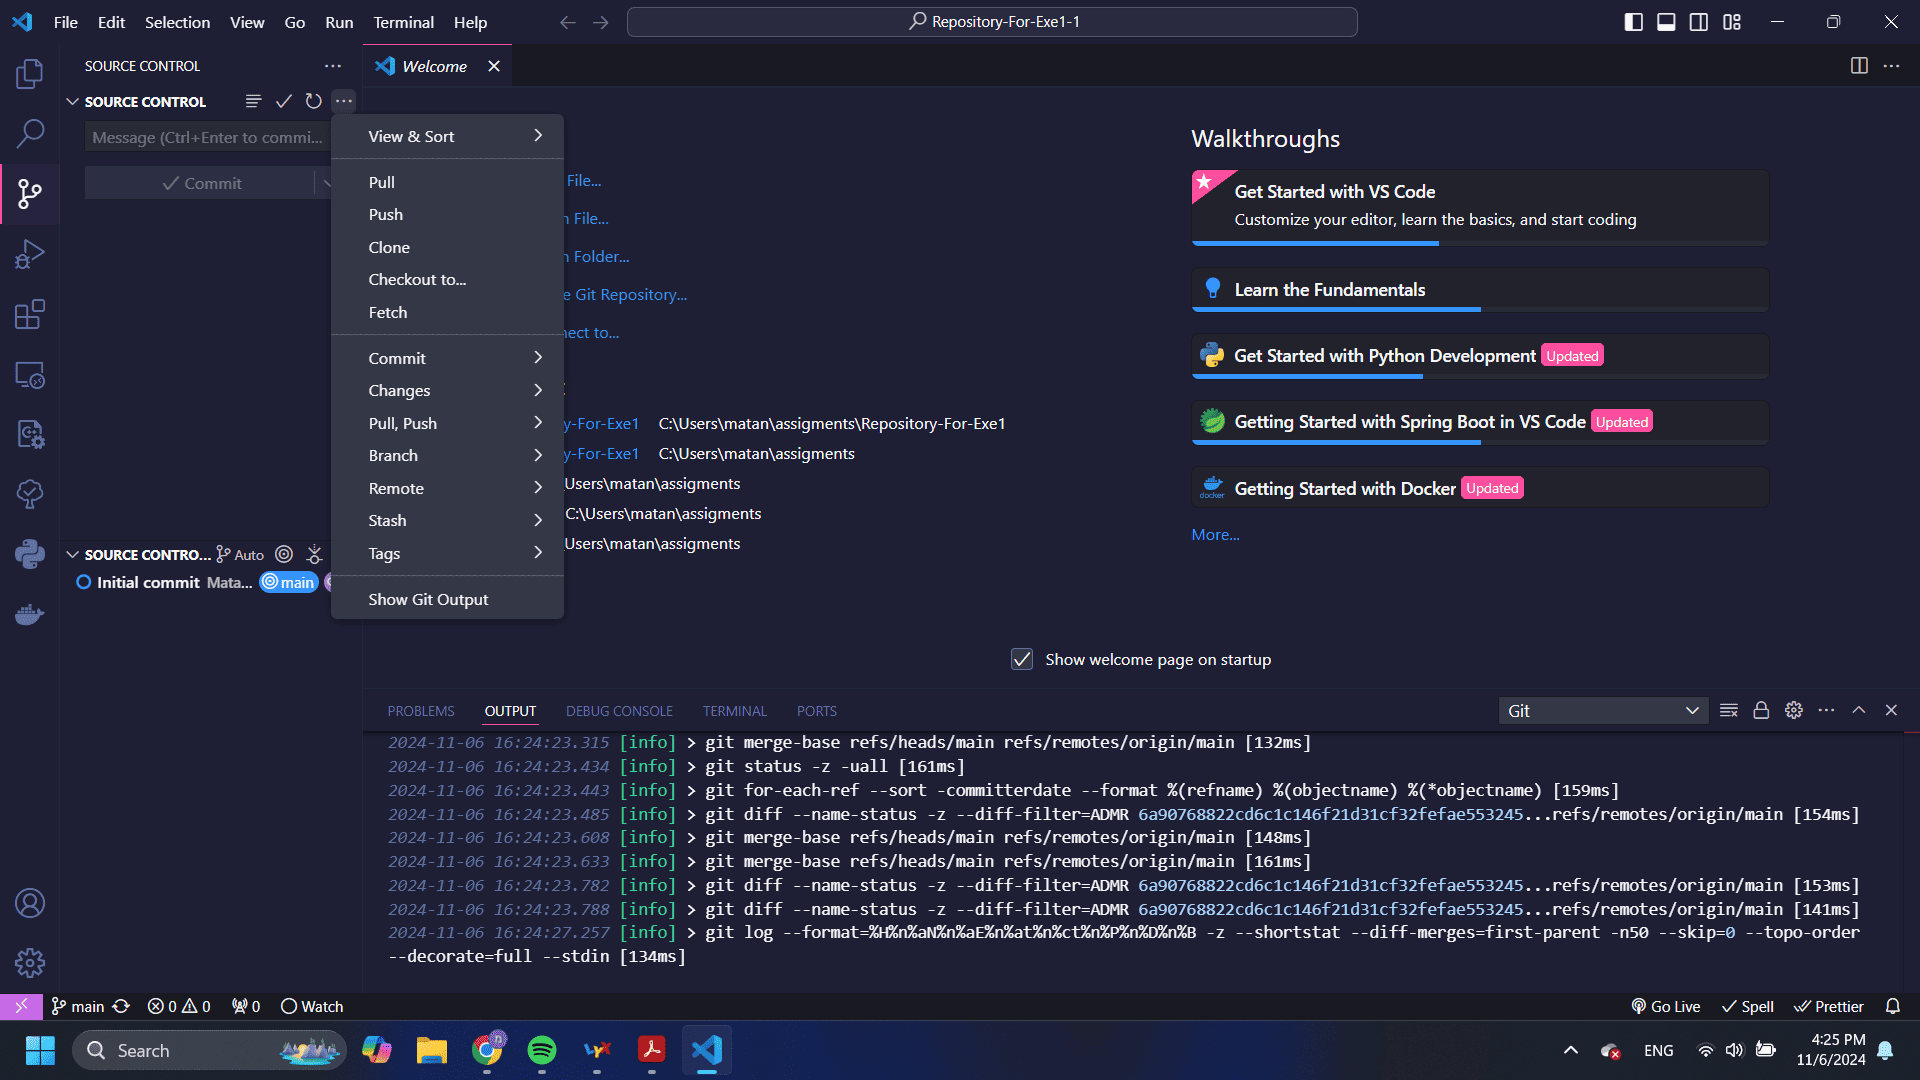 File Edit Selection View Go Run Terminal Help
Repository-For-Exe1-1
SOURCE CONTROL
Welcome
SOURCE CONTROL
Message (Ctrl+Enter to commi...
Commit
View & Sort
Pull
Push
Clone
Checkout to...
Fetch
Commit
Changes
Pull, Push
Branch
Remote
Stash
Tags
Show Git Output
File...
n File...
n Folder...
e Git Repository...
nect to...
y-For-Exe1 C:\Users\matan\assigments\Repository-For-Exe1
y-For-Exe1 C:\Users\matan\assigments
Users\matan\assigments
C:\Users\matan\assigments
Users\matan\assigments
Walkthroughs
Get Started with VS Code
Customize your editor, learn the basics, and start coding
Learn the Fundamentals
Get Started with Python Development Updated
Getting Started with Spring Boot in VS Code Updated
docker
Getting Started with Docker Updated
More...
Show welcome page on startup
SOURCE CONTRO... Auto
Initial commit Mata... main
PROBLEMS OUTPUT DEBUG CONSOLE TERMINAL PORTS
Git
2024-11-06 16:24:23.315 [info] > git merge-base refs/heads/main refs/remotes/origin/main [132ms]
2024-11-06 16:24:23.434 [info] > git status -z -uall [161ms]
2024-11-06 16:24:23.443 [info] > git for-each-ref --sort -committerdate --format %(refname) %(objectname) %(*objectname) [159ms]
2024-11-06 16:24:23.485 [info] > git diff --name-status -z --diff-filter=ADMR 6a90768822cd6c1c146f21d31cf32fefae553245...refs/remotes/origin/main [154ms]
2024-11-06 16:24:23.608 [info] > git merge-base refs/heads/main refs/remotes/origin/main [148ms]
2024-11-06 16:24:23.633 [info] > git merge-base refs/heads/main refs/remotes/origin/main [161ms]
2024-11-06 16:24:23.782 [info] > git diff --name-status -z --diff-filter=ADMR 6a90768822cd6c1c146f21d31cf32fefae553245...refs/remotes/origin/main [153ms]
2024-11-06 16:24:23.788 [info] > git diff --name-status -z --diff-filter=ADMR 6a90768822cd6c1c146f21d31cf32fefae553245...refs/remotes/origin/main [141ms]
2024-11-06 16:24:27.257 [info] > git log --format=%H%n%aN%n%aE%n%at%n%ct%n%P%n%D%n%B -z --shortstat --diff-merges=first-parent -n50 --skip=0 --topo-order
--decorate=full --stdin [134ms]
main 0 0 0 Watch
Go Live Spell Prettier
Search
ENG
4:25 PM
11/6/2024